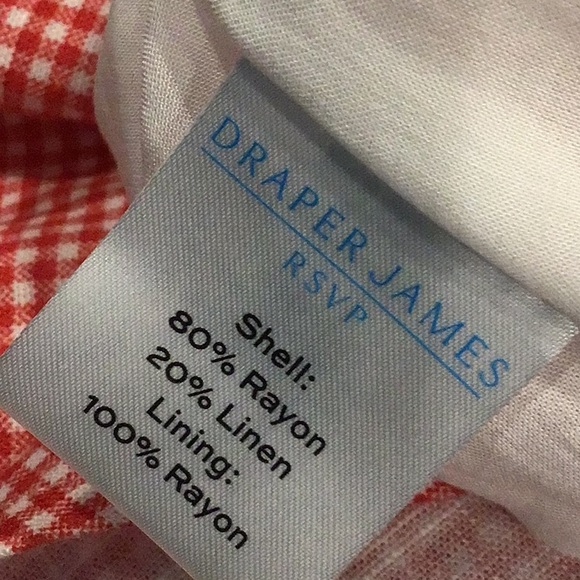 DRAPER JAMES
RSVP
Shell:
80% Rayon
20% Linen
Lining:
100% Rayon